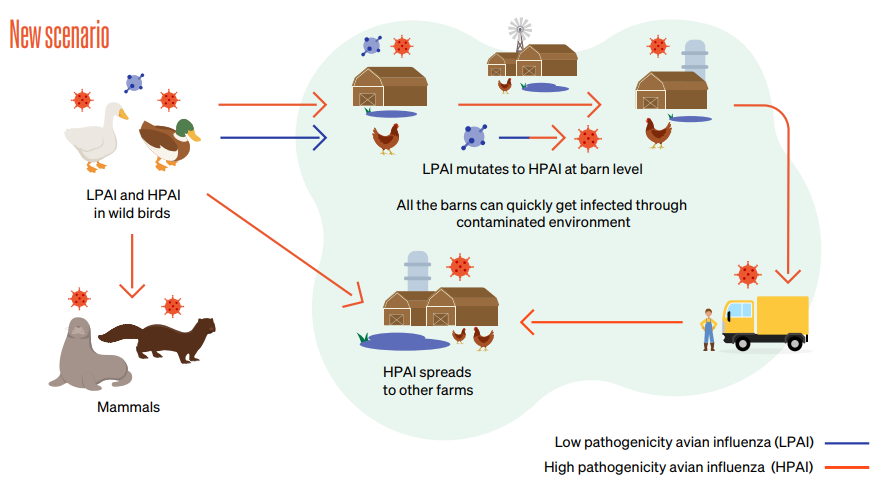 New scenario
LPAI and HPAI
in wild birds
LPAI mutates to HPAI at barn level
All the barns can quickly get infected through
contaminated environment
HPAI spreads
to other farms
Mammals
Low pathogenicity avian influenza (LPAI)
High pathogenicity avian influenza (HPAI)